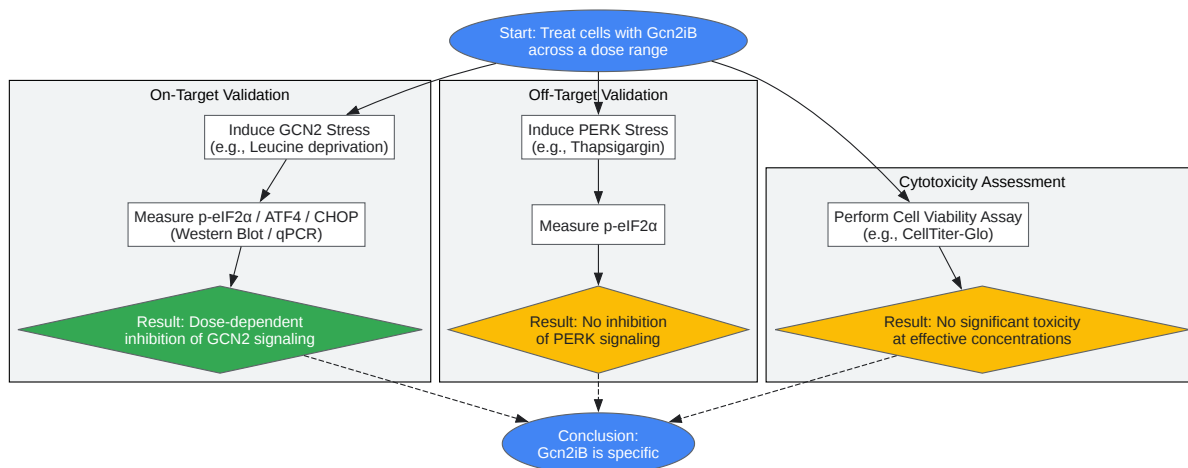 Start: Treat cells with Gcn2iB
across a dose range
On-Target Validation
Induce GCN2 Stress
(e.g., Leucine deprivation)
Measure p-eIF2α / ATF4 / CHOP
(Western Blot / qPCR)
Result: Dose-dependent
inhibition of GCN2 signaling
Off-Target Validation
Induce PERK Stress
(e.g., Thapsigargin)
Measure p-eIF2α
Result: No inhibition
of PERK signaling
Cytotoxicity Assessment
Perform Cell Viability Assay
(e.g., CellTiter-Glo)
Result: No significant toxicity
at effective concentrations
Conclusion:
Gcn2iB is specific